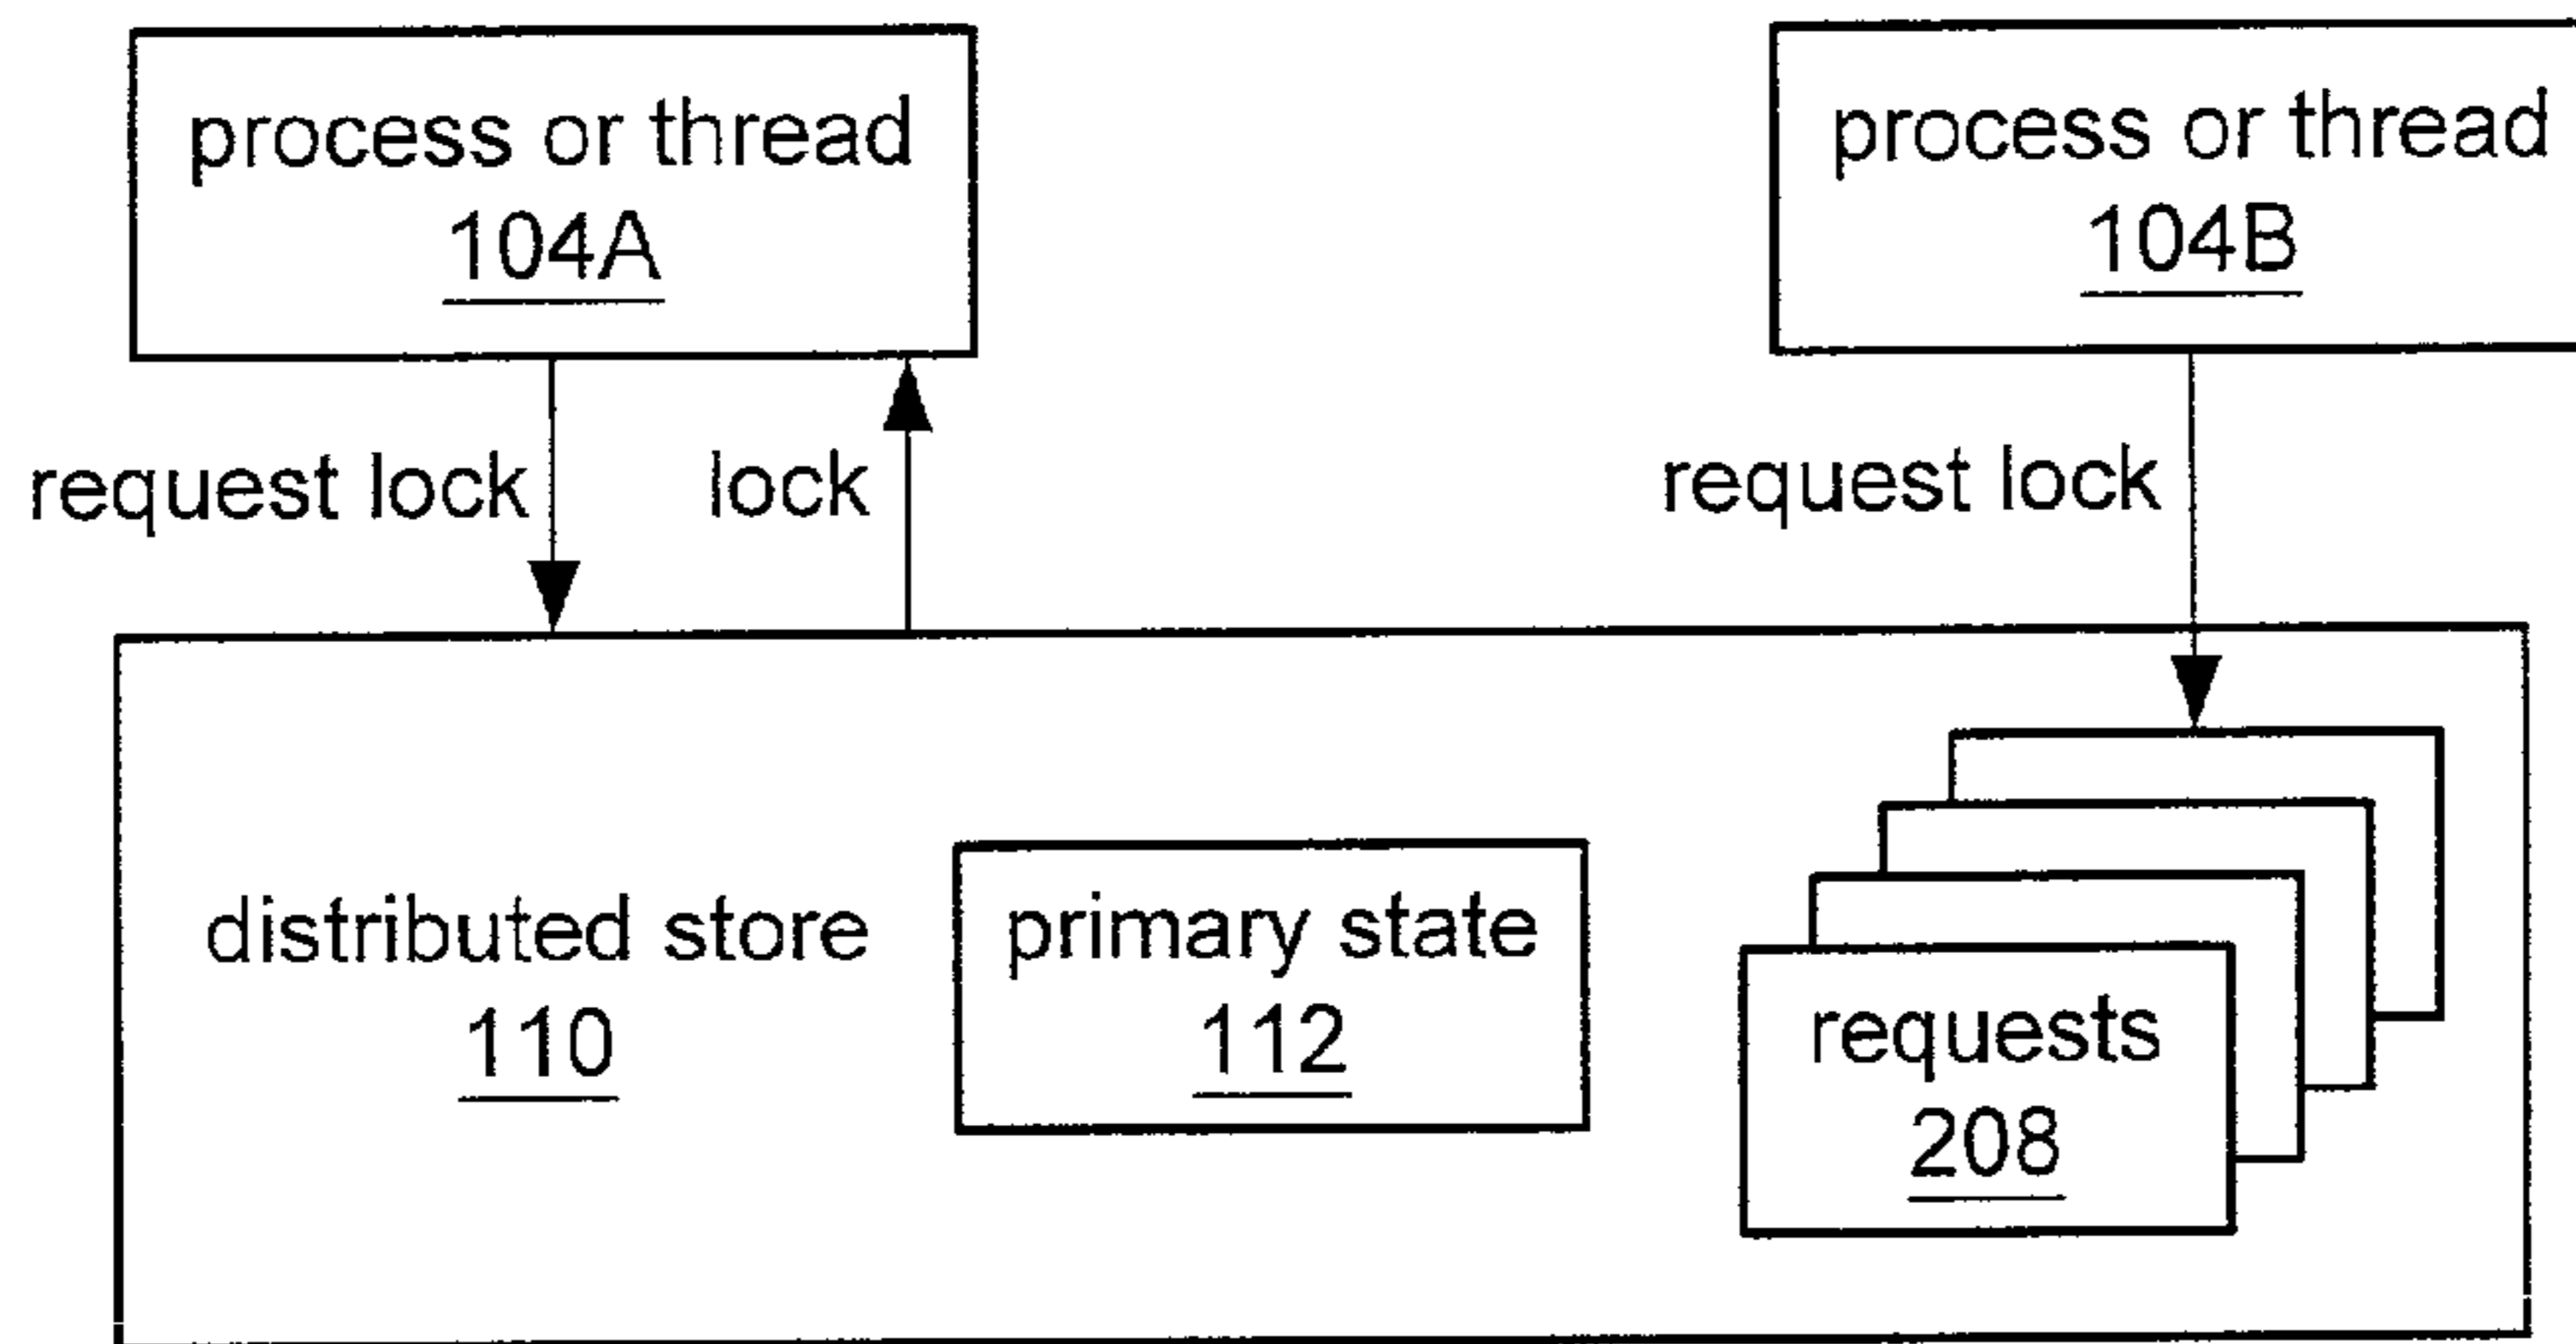 process or thread
104A
process or thread
104B
request lock
lock
request lock
distributed store
110
primary state
112
requests
208